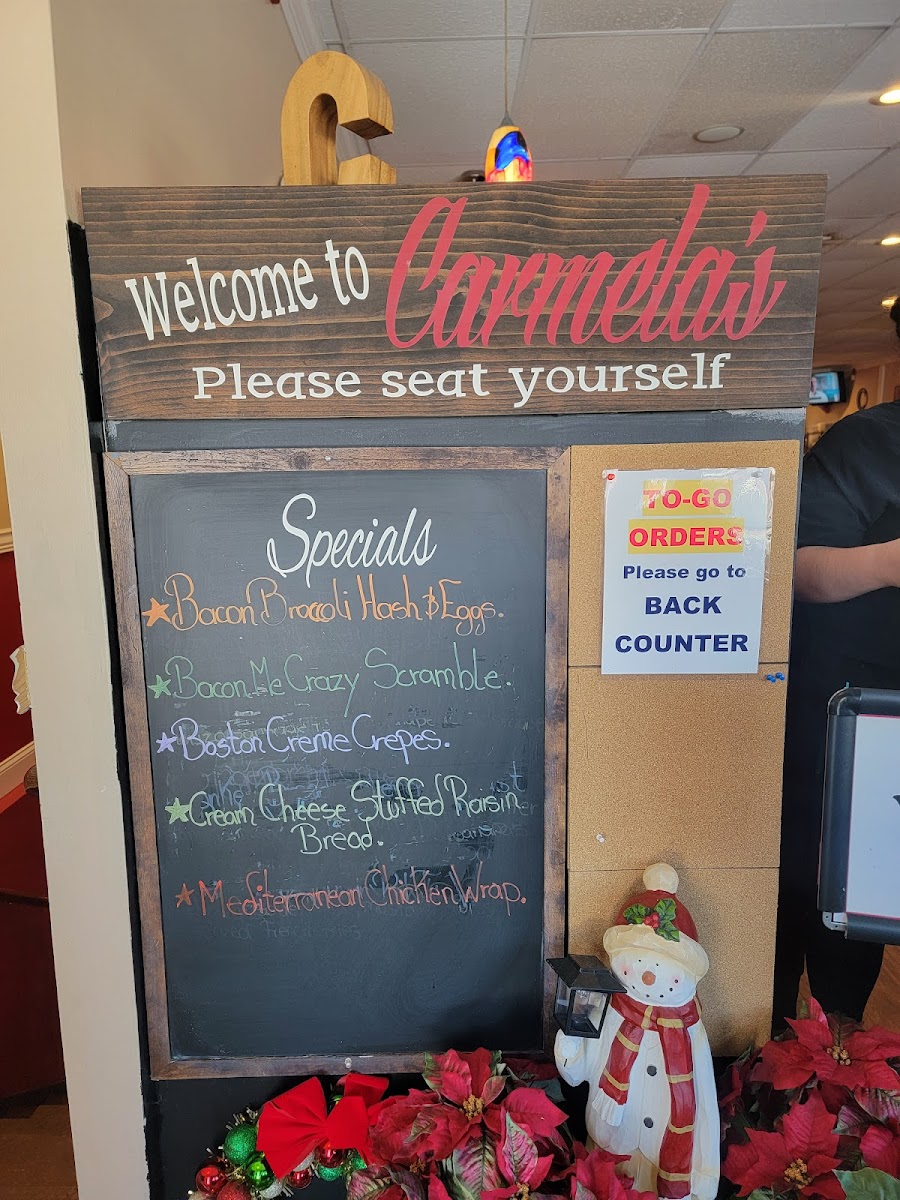 Welcome to Carmela's
Please seat yourself
Specials
Bacon Broccoli Hash & Eggs.
Bacon Me Crazy Scramble.
Boston Creme Crepes.
Cream Cheese Stuffed Raisin
Bread.
Mediterranean Chicken Wrap.
TO-GO
ORDERS
Please go to
BACK
COUNTER